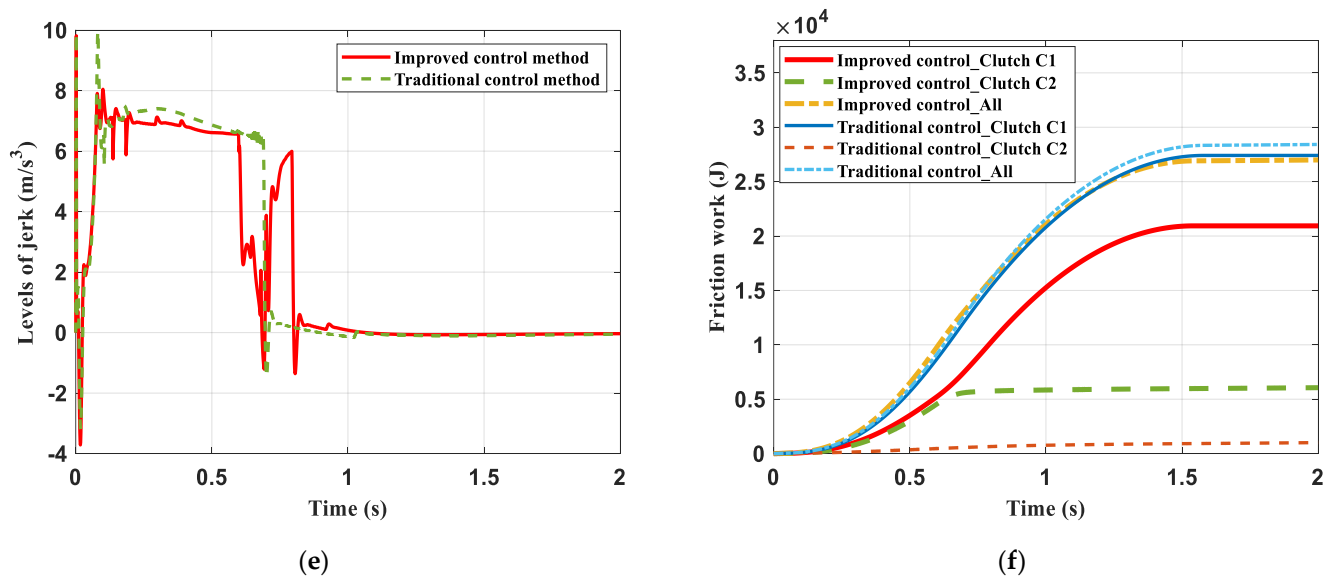 Levels of jerk (m/s³)
10
8
6
4
2
0
-2
-4
Improved control method
Traditional control method
0
0.5
1
1.5
2
Time (s)
(e)
×10⁴
Friction work (J)
3.5
3
2.5
2
1.5
1
0.5
0
Improved control_Clutch C1
Improved control_Clutch C2
Improved control_All
Traditional control_Clutch C1
Traditional control_Clutch C2
Traditional control_All
0
0.5
1
1.5
2
Time (s)
(f)